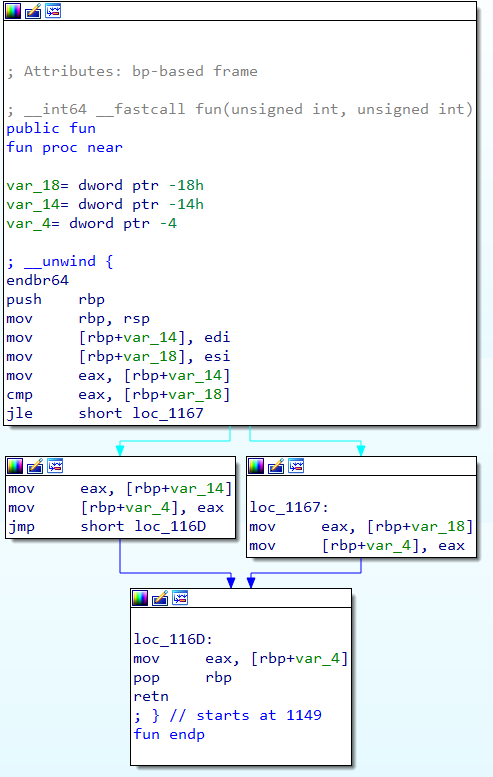 ; Attributes: bp-based frame
; __int64 __fastcall fun(unsigned int, unsigned int)
public fun
fun proc near
var_18= dword ptr -18h
var_14= dword ptr -14h
var_4= dword ptr -4
; __unwind {
endbr64
push rbp
mov rbp, rsp
mov [rbp+var_14], edi
mov [rbp+var_18], esi
mov eax, [rbp+var_14]
cmp eax, [rbp+var_18]
jle short loc_1167
mov eax, [rbp+var_14]
mov [rbp+var_4], eax
jmp short loc_116D
loc_1167:
mov eax, [rbp+var_18]
mov [rbp+var_4], eax
loc_116D:
mov eax, [rbp+var_4]
pop rbp
retn
; } // starts at 1149
fun endp